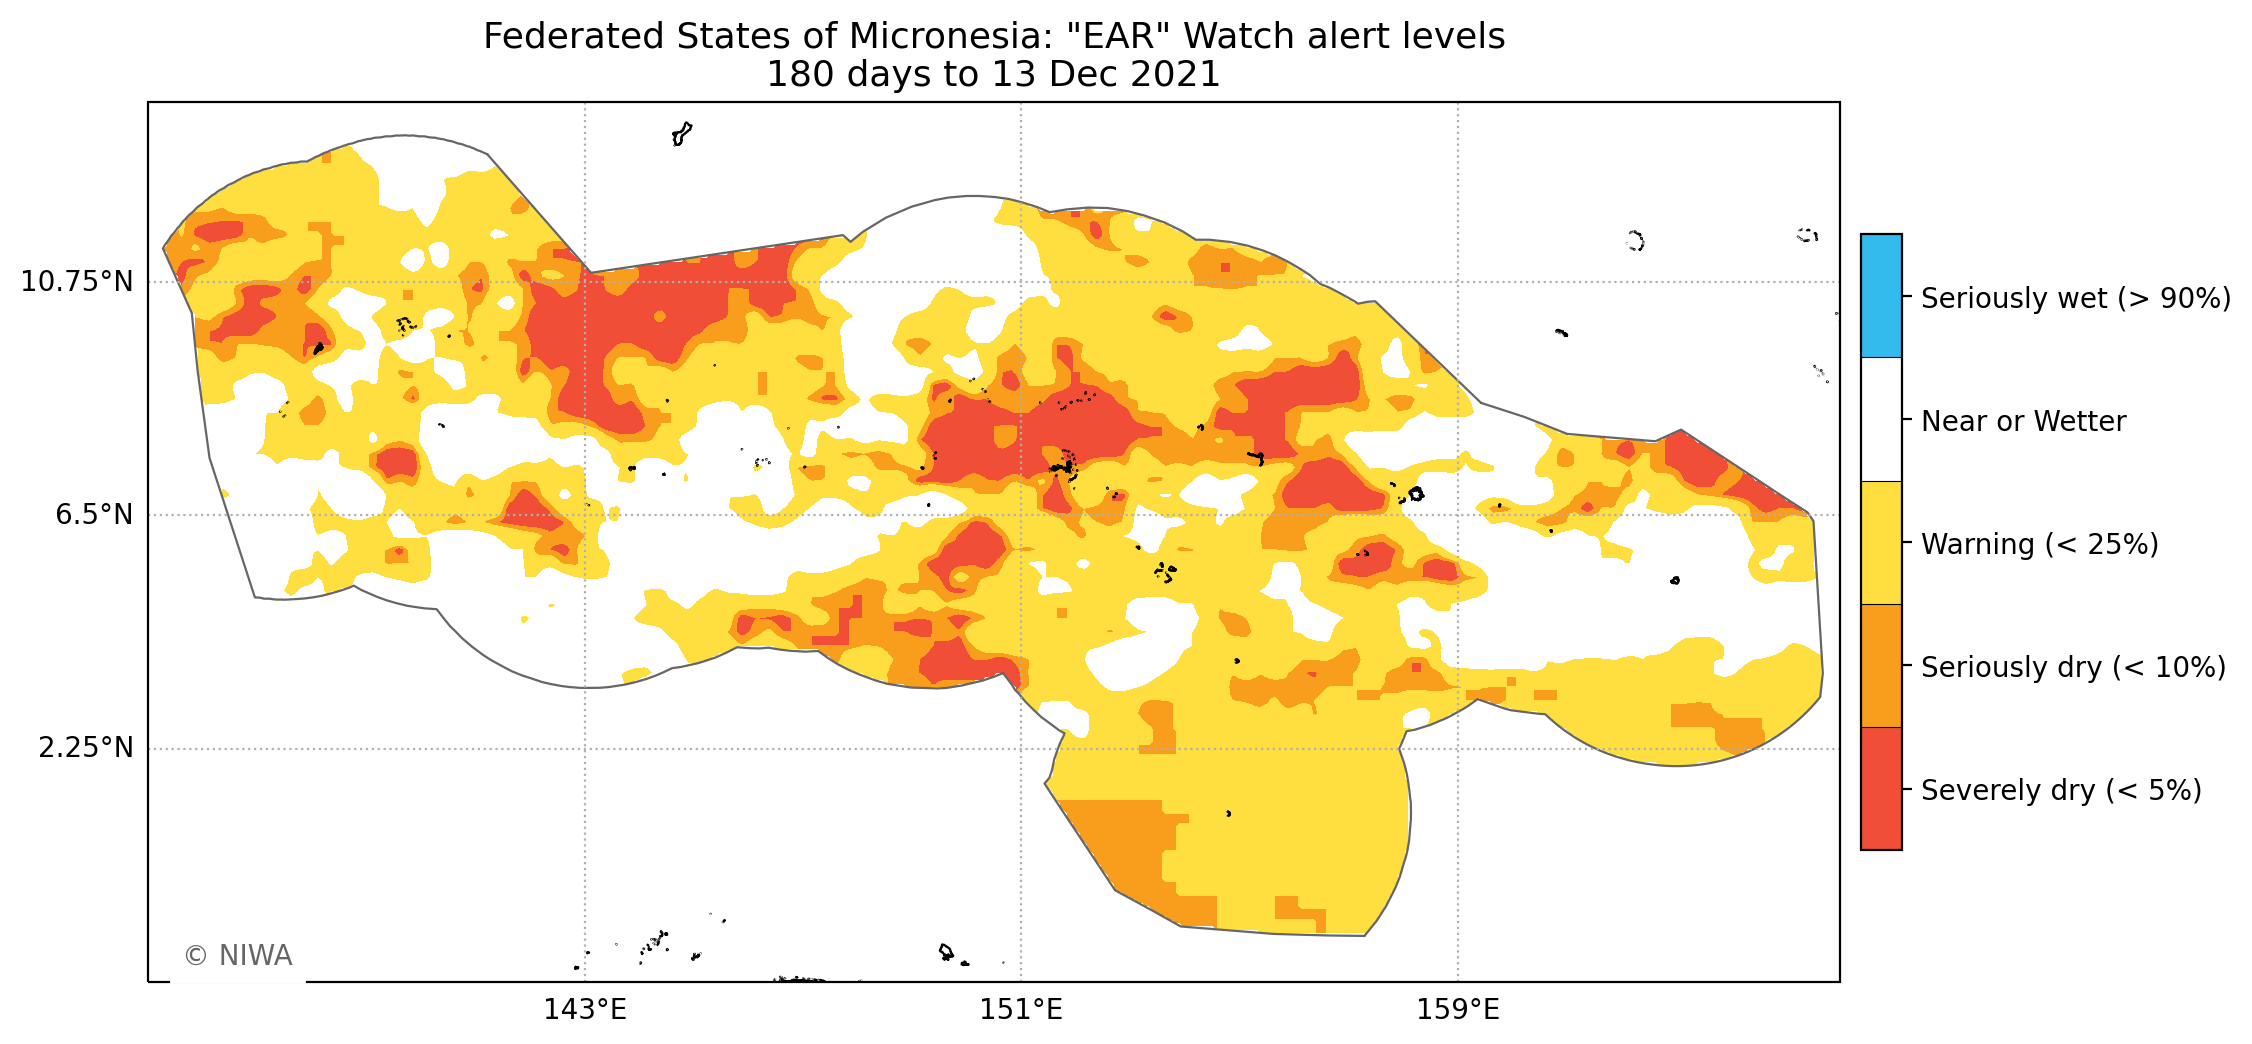 Federated States of Micronesia: "EAR" Watch alert levels
180 days to 13 Dec 2021
10.75°N
6.5°N
2.25°N
143°E
151°E
159°E
© NIWA
Seriously wet (> 90%)
Near or Wetter
Warning (< 25%)
Seriously dry (< 10%)
Severely dry (< 5%)